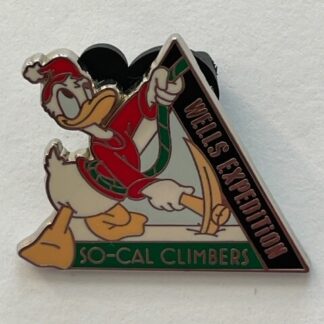 WELLS EXPEDITION
SO-CAL CLIMBERS